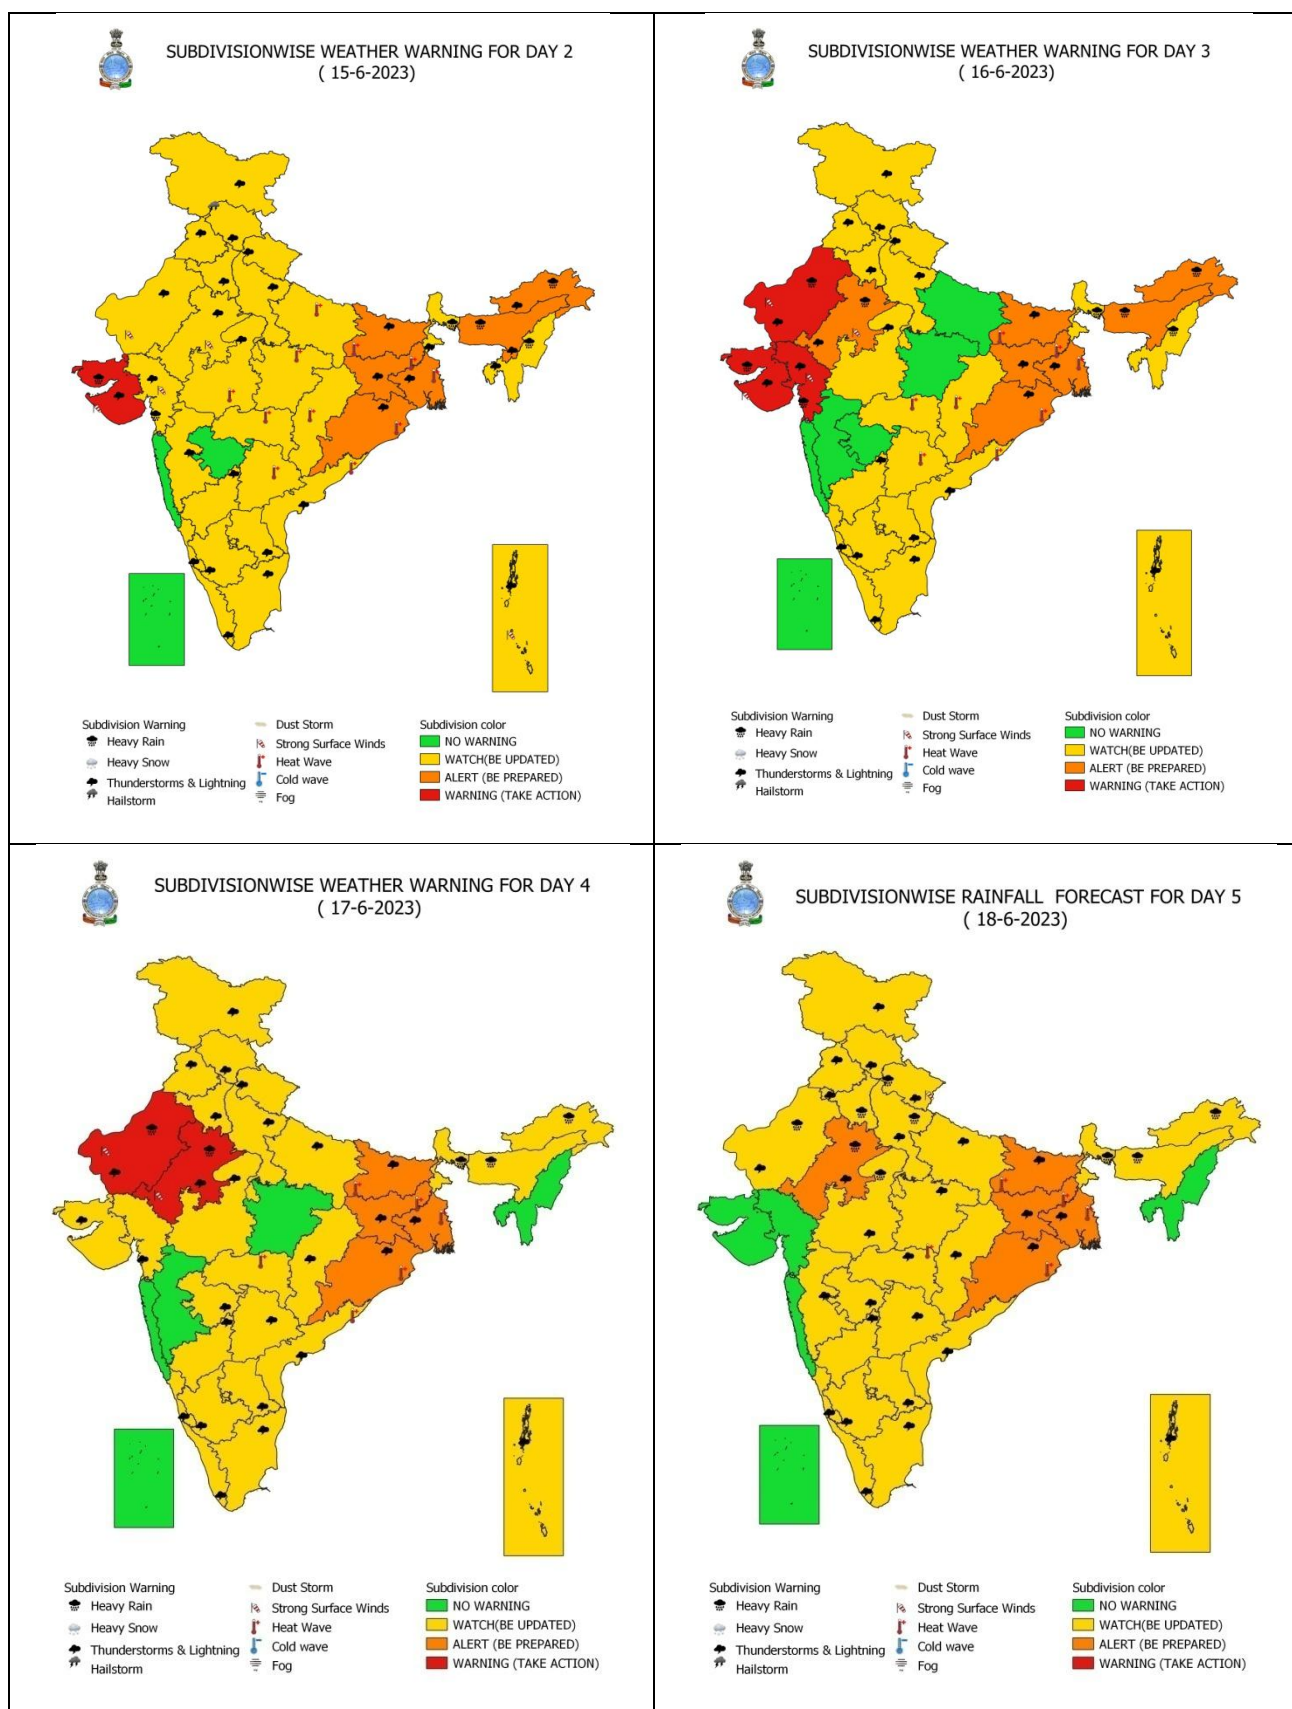 SUBDIVISIONWISE WEATHER WARNING FOR DAY 2
( 15-6-2023)
Subdivision Warning
Heavy Rain
Heavy Snow
Thunderstorms & Lightning
Hailstorm
Dust Storm
Strong Surface Winds
Heat Wave
Cold wave
Fog
Subdivision color
NO WARNING
WATCH(BE UPDATED)
ALERT (BE PREPARED)
WARNING (TAKE ACTION)
SUBDIVISIONWISE WEATHER WARNING FOR DAY 3
( 16-6-2023)
Subdivision Warning
Heavy Rain
Heavy Snow
Thunderstorms & Lightning
Hailstorm
Dust Storm
Strong Surface Winds
Heat Wave
Cold wave
Fog
Subdivision color
NO WARNING
WATCH(BE UPDATED)
ALERT (BE PREPARED)
WARNING (TAKE ACTION)
SUBDIVISIONWISE WEATHER WARNING FOR DAY 4
( 17-6-2023)
Subdivision Warning
Heavy Rain
Heavy Snow
Thunderstorms & Lightning
Hailstorm
Dust Storm
Strong Surface Winds
Heat Wave
Cold wave
Fog
Subdivision color
NO WARNING
WATCH(BE UPDATED)
ALERT (BE PREPARED)
WARNING (TAKE ACTION)
SUBDIVISIONWISE RAINFALL FORECAST FOR DAY 5
( 18-6-2023)
Subdivision Warning
Heavy Rain
Heavy Snow
Thunderstorms & Lightning
Hailstorm
Dust Storm
Strong Surface Winds
Heat Wave
Cold wave
Fog
Subdivision color
NO WARNING
WATCH(BE UPDATED)
ALERT (BE PREPARED)
WARNING (TAKE ACTION)